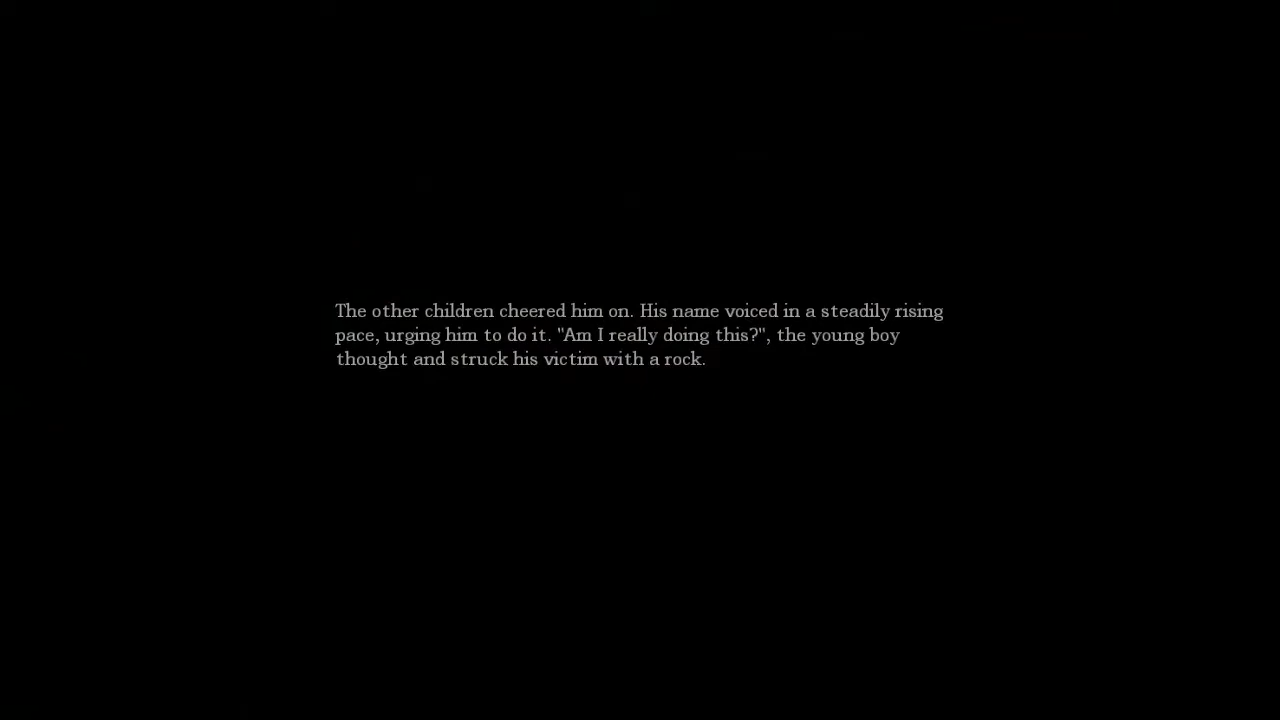 The other children cheered him on. His name voiced in a steadily rising
pace, urging him to do it. "Am I really doing this?", the young boy
thought and struck his victim with a rock.